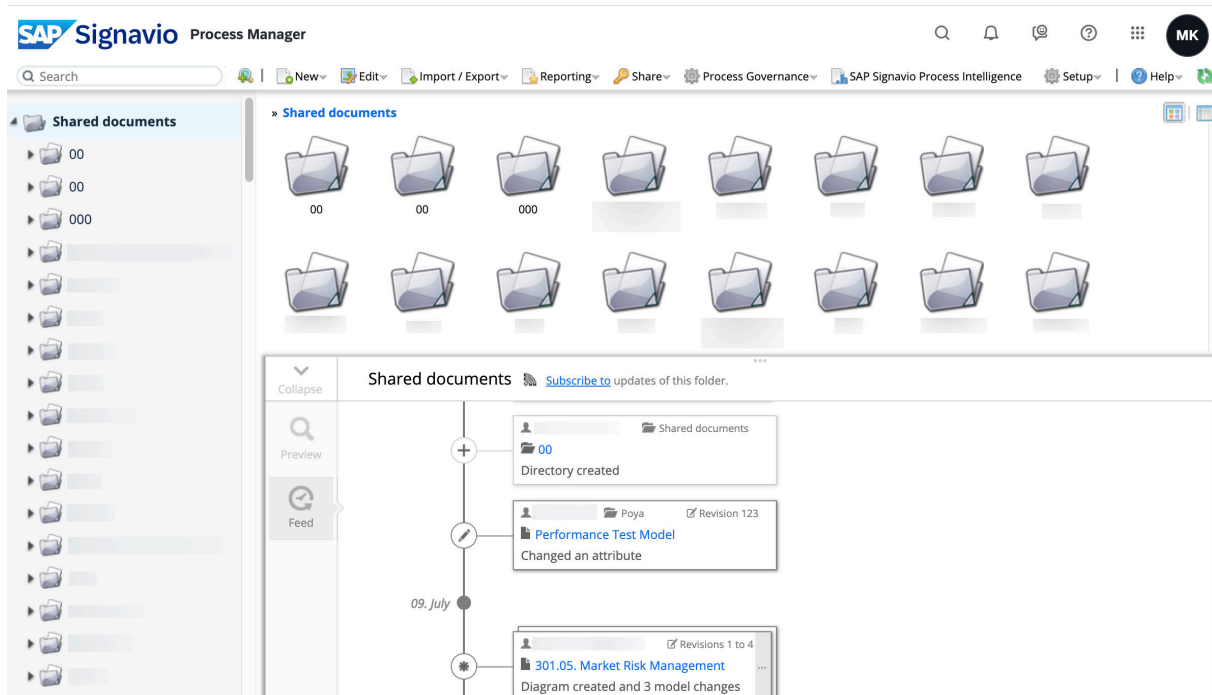 SAP Signavio Process Manager
MK
Search
New
Edit
Import / Export
Reporting
Share
Process Governance
SAP Signavio Process Intelligence
Setup
Help
Shared documents
00
00
000
» Shared documents
00
00
000
Collapse
Preview
Feed
Shared documents
Subscribe to updates of this folder.
Shared documents
00
Directory created
Poya
Revision 123
Performance Test Model
Changed an attribute
09. July
Revisions 1 to 4
301.05. Market Risk Management
...
Diagram created and 3 model changes